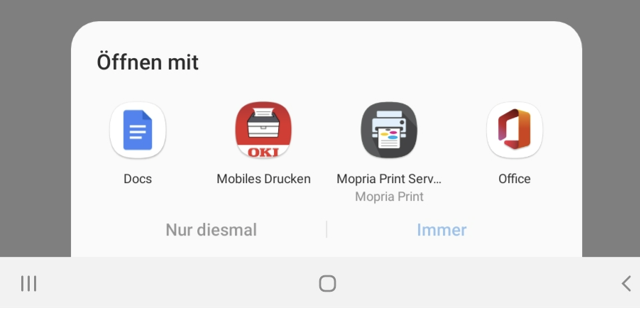 Öffnen mit
OKI
Docs
Mobiles Drucken
Mopria Print Serv...
Office
Mopria Print
Nur diesmal
Immer